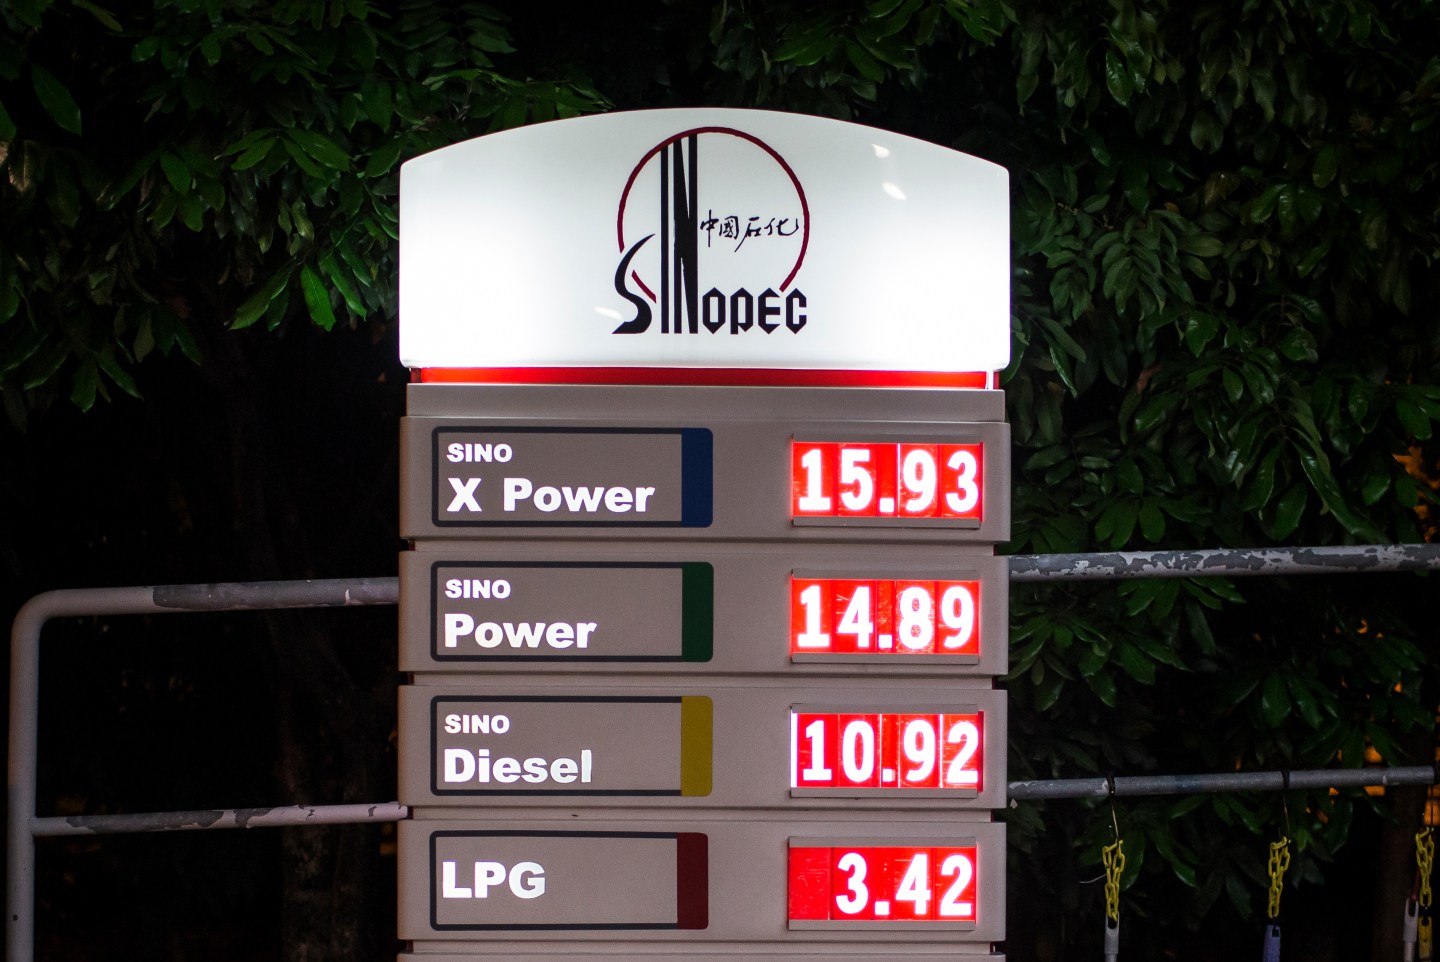 中國石化
SINOPEC
SINO
X Power
15.93
SINO
Power
14.89
SINO
Diesel
10.92
LPG
3.42